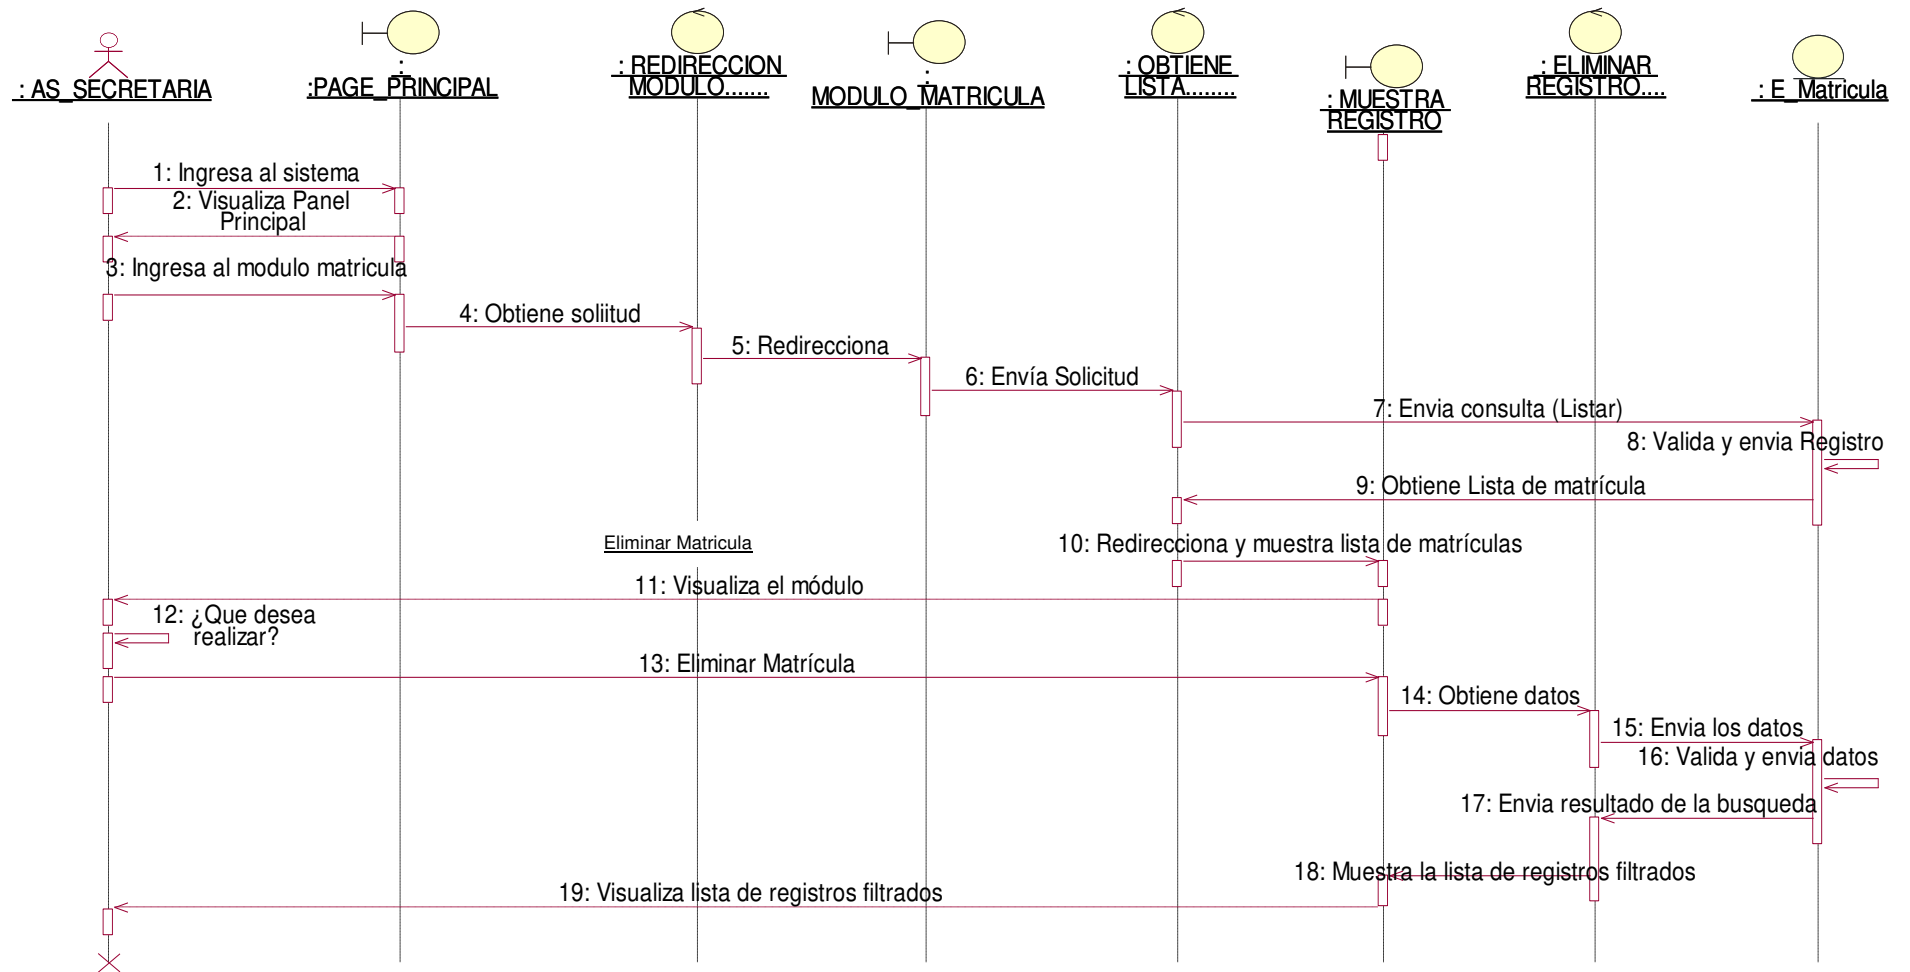 : AS_SECRETARIA
:
:PAGE_PRINCIPAL
: REDIRECCION
MODULO.......
:
MODULO_MATRICULA
: OBTIENE
LISTA........
: MUESTRA
REGISTRO
: ELIMINAR
REGISTRO....
: E_Matricula
1: Ingresa al sistema
2: Visualiza Panel
Principal
3: Ingresa al modulo matricula
4: Obtiene soliitud
5: Redirecciona
6: Envía Solicitud
7: Envia consulta (Listar)
8: Valida y envia Registro
9: Obtiene Lista de matrícula
Eliminar Matricula
10: Redirecciona y muestra lista de matrículas
11: Visualiza el módulo
12: ¿Que desea
realizar?
13: Eliminar Matrícula
14: Obtiene datos
15: Envia los datos
16: Valida y envia datos
17: Envia resultado de la busqueda
18: Muestra la lista de registros filtrados
19: Visualiza lista de registros filtrados